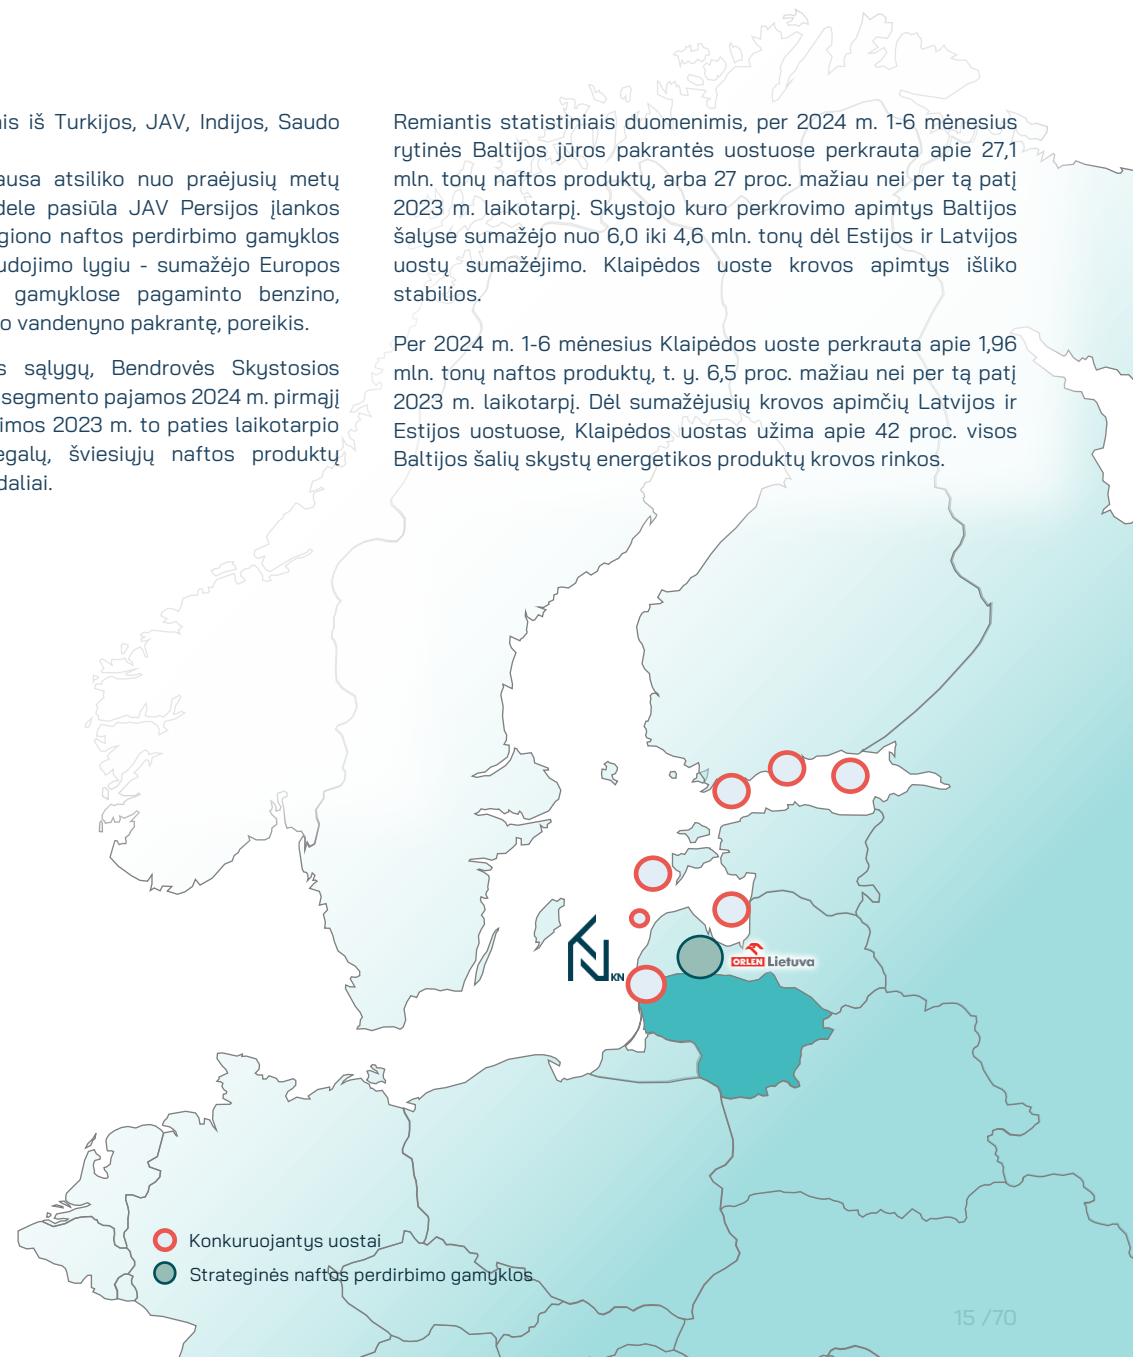 is iš Turkijos, JAV, Indijos, Saudo
ausa atsiliko nuo praėjusių metų
dele pasiūla JAV Persijos įlankos
giono naftos perdirbimo gamyklos
udojimo lygiu - sumažėjo Europos
gamyklose pagaminto benzino,
o vandenyno pakrantę, poreikis.
s sąlygų, Bendrovės Skystosios
segmento pajamos 2024 m. pirmąjį
imos 2023 m. to paties laikotarpio
egalų, šviesiųjų naftos produktų
daliai.
Remiantis statistiniais duomenimis, per 2024 m. 1-6 mėnesius
rytinės Baltijos jūros pakrantės uostuose perkrauta apie 27,1
mln. tonų naftos produktų, arba 27 proc. mažiau nei per tą patį
2023 m. laikotarpį. Skystojo kuro perkrovimo apimtys Baltijos
šalyse sumažėjo nuo 6,0 iki 4,6 mln. tonų dėl Estijos ir Latvijos
uostų sumažėjimo. Klaipėdos uoste krovos apimtys išliko
stabilios.
Per 2024 m. 1-6 mėnesius Klaipėdos uoste perkrauta apie 1,96
mln. tonų naftos produktų, t. y. 6,5 proc. mažiau nei per tą patį
2023 m. laikotarpį. Dėl sumažėjusių krovos apimčių Latvijos ir
Estijos uostuose, Klaipėdos uostas užima apie 42 proc. visos
Baltijos šalių skystų energetikos produktų krovos rinkos.
KN
ORLEN Lietuva
Konkuruojantys uostai
Strateginės naftos perdirbimo gamyklos
15 /70